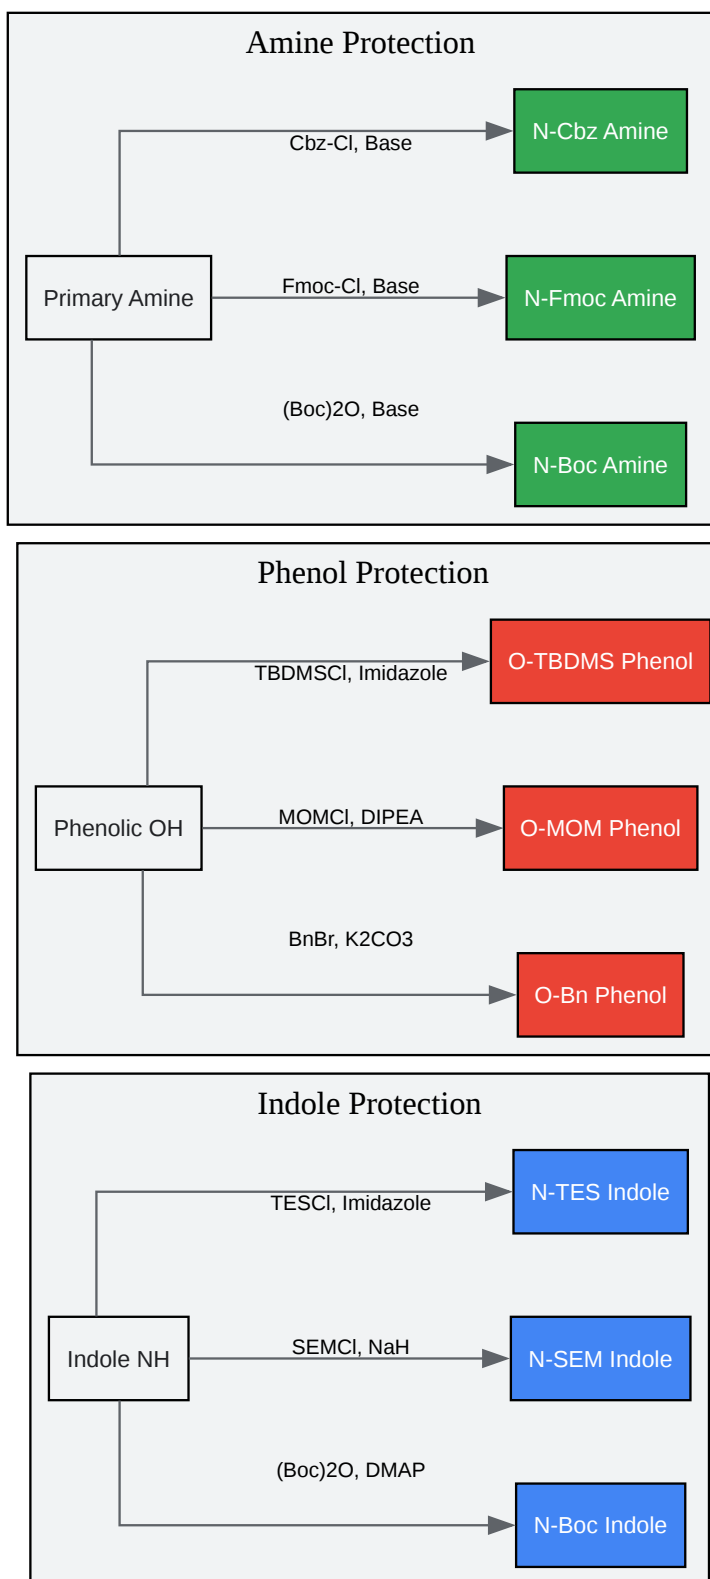 Amine Protection
Cbz-Cl, Base
N-Cbz Amine
Primary Amine
Fmoc-Cl, Base
N-Fmoc Amine
(Boc)2O, Base
N-Boc Amine
Phenol Protection
TBDMSCl, Imidazole
O-TBDMS Phenol
Phenolic OH
MOMCl, DIPEA
O-MOM Phenol
BnBr, K2CO3
O-Bn Phenol
Indole Protection
TESCl, Imidazole
N-TES Indole
Indole NH
SEMCl, NaH
N-SEM Indole
(Boc)2O, DMAP
N-Boc Indole